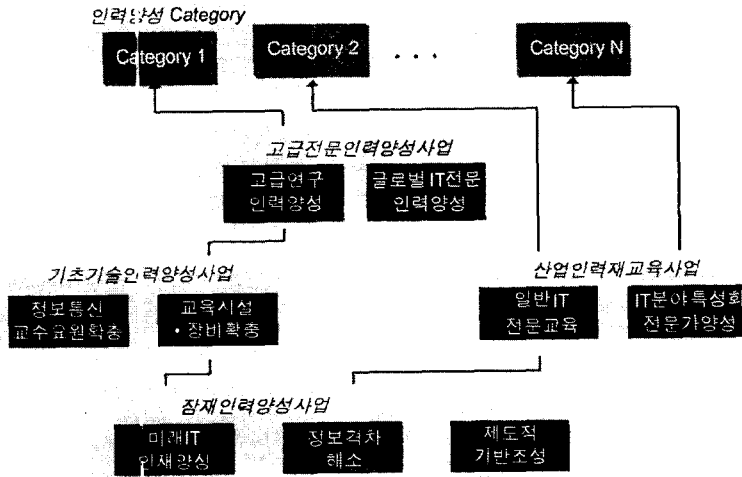 인력양성 Category
Category 1
Category 2
. . .
Category N
고급전문인력양성사업
고급연구
인력양성
글로벌IT전문
인력양성
기초기술인력양성사업
산업인력재교육사업
정보통신
교수요원확충
교육시설
·장비확충
일반IT
전문교육
IT분야특성화
전문가양성
잠재인력양성사업
미래IT
인재양성
정보격차
해소
제도적
기반조성